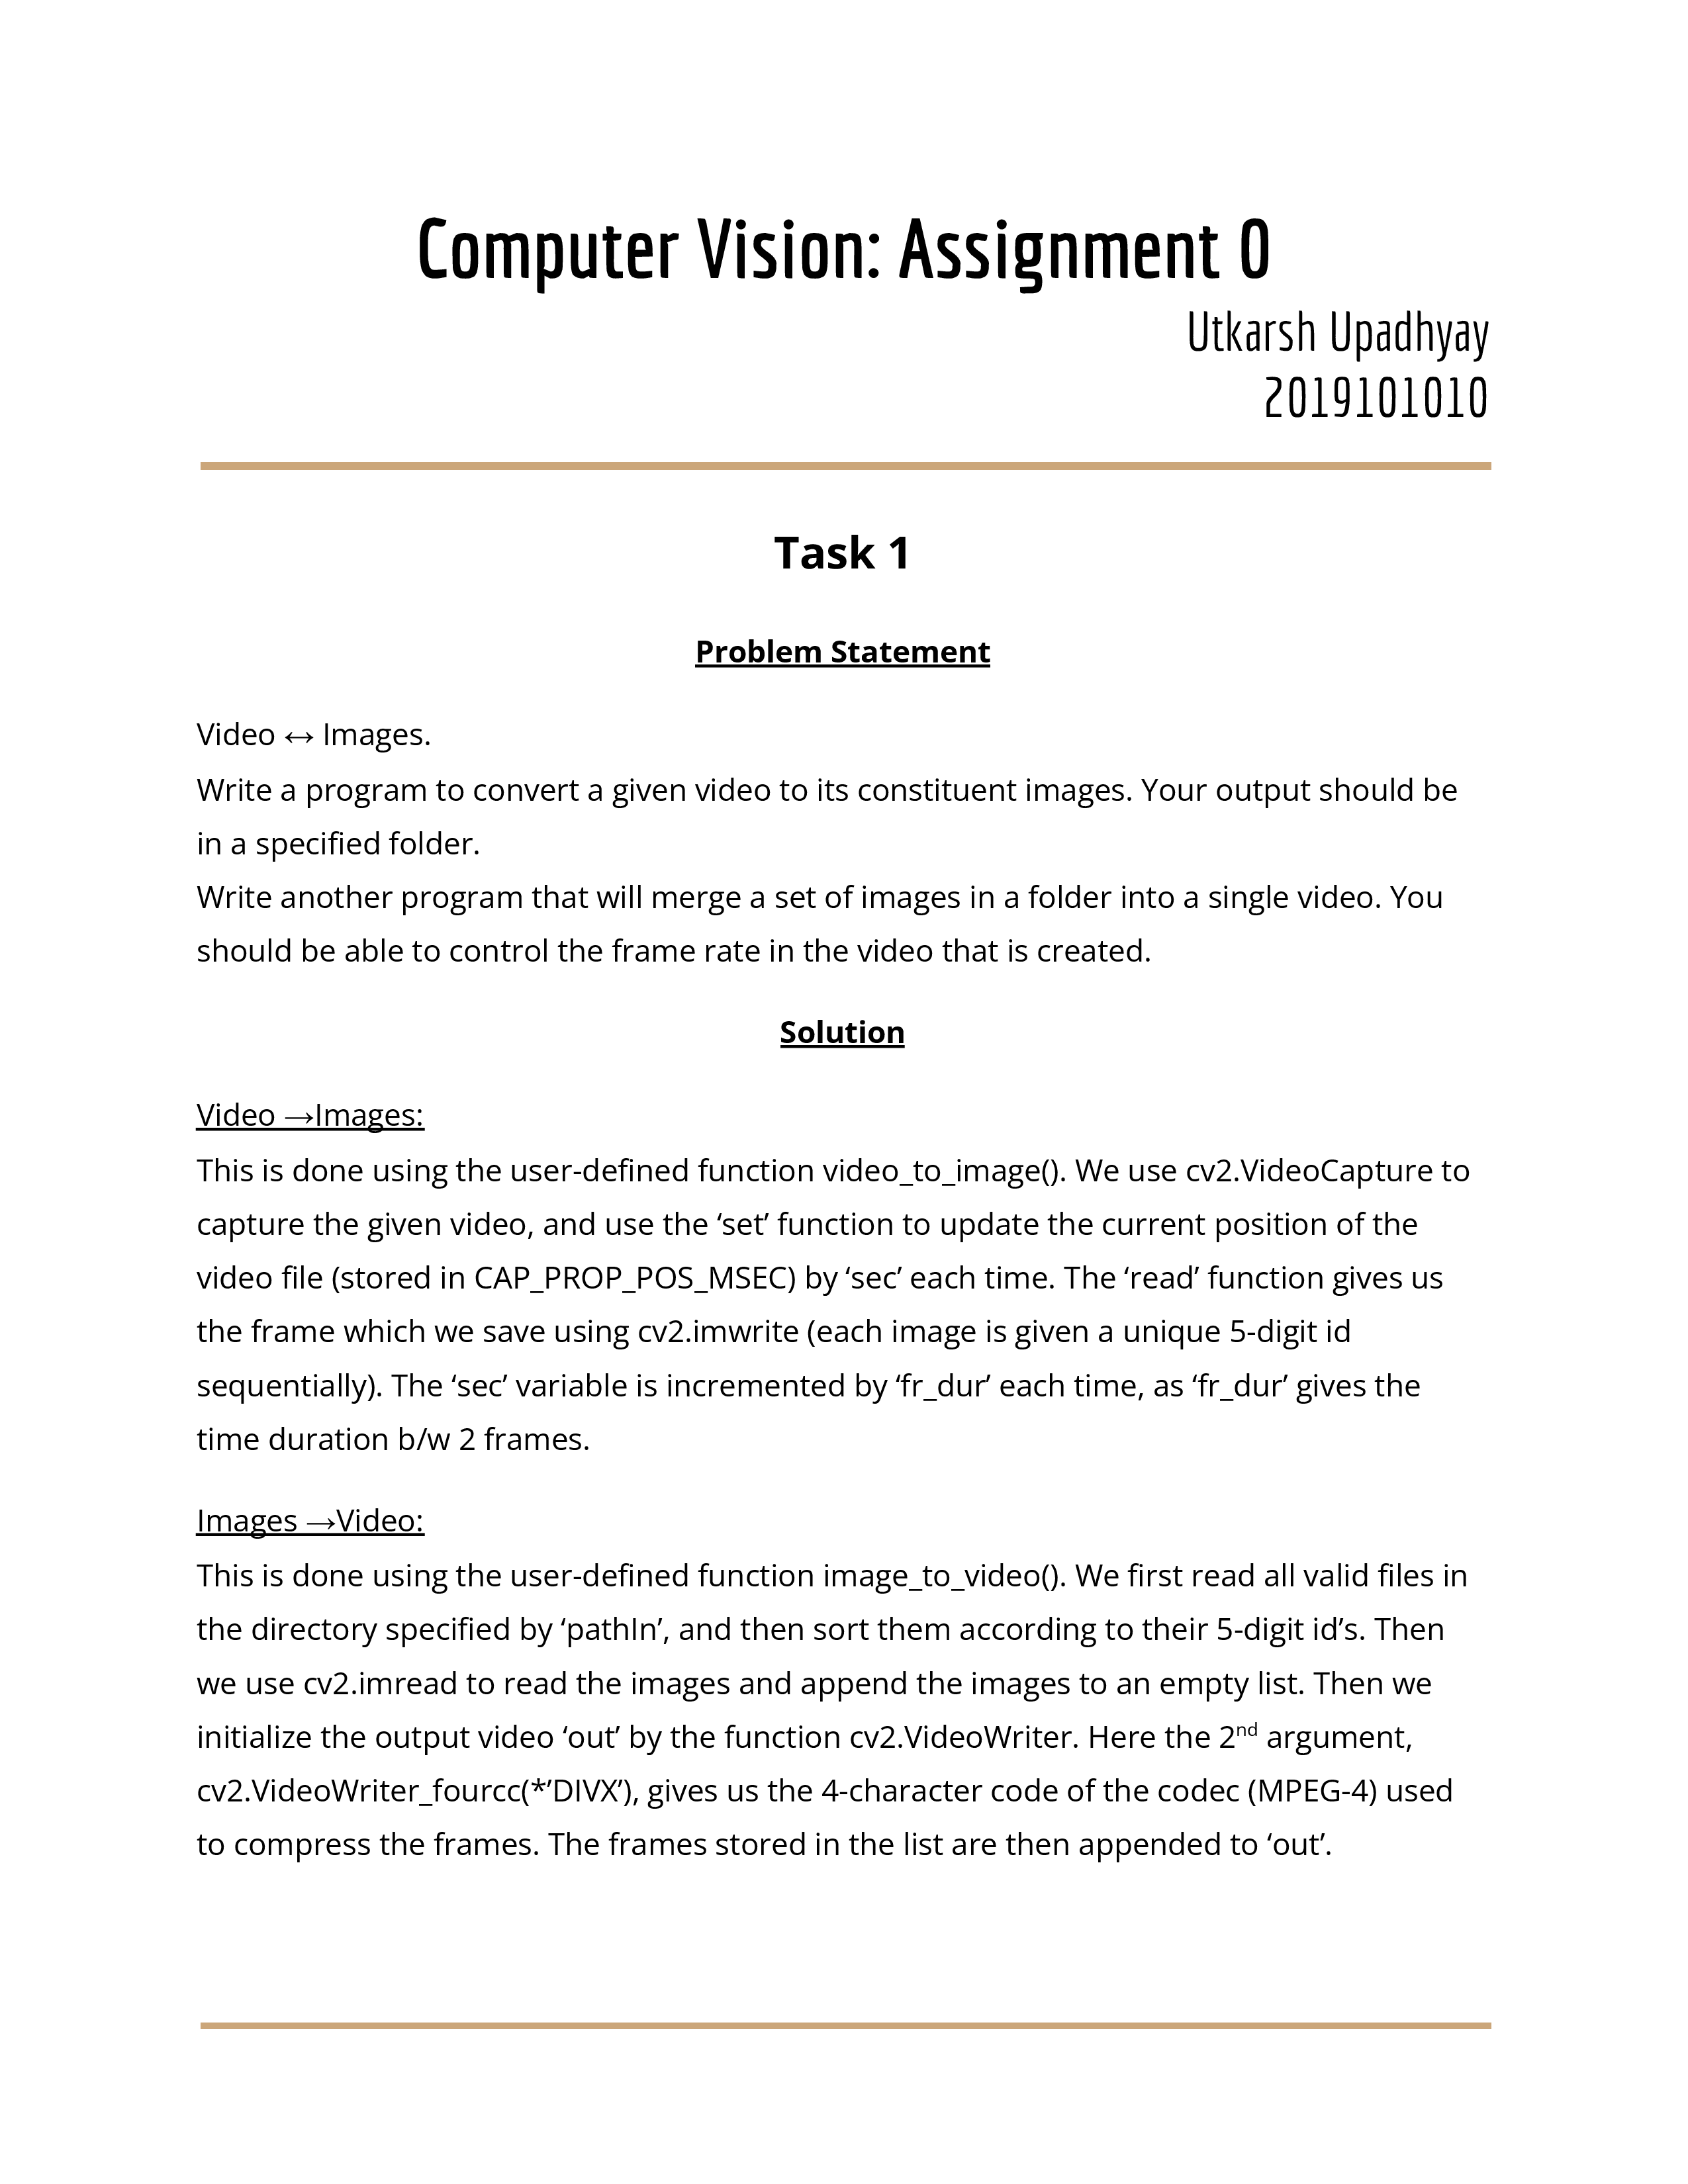 Computer Vision: Assignment 0
Utkarsh Upadhyay
2019101010
Task 1
Problem Statement
Video ↔ Images.
Write a program to convert a given video to its constituent images. Your output should be
in a specified folder.
Write another program that will merge a set of images in a folder into a single video. You
should be able to control the frame rate in the video that is created.
Solution
Video →Images:
This is done using the user-defined function video_to_image(). We use cv2.VideoCapture to
capture the given video, and use the ‘set’ function to update the current position of the
video file (stored in CAP_PROP_POS_MSEC) by ‘sec’ each time. The ‘read’ function gives us
the frame which we save using cv2.imwrite (each image is given a unique 5-digit id
sequentially). The ‘sec’ variable is incremented by ‘fr_dur’ each time, as ‘fr_dur’ gives the
time duration b/w 2 frames.
Images →Video:
This is done using the user-defined function image_to_video(). We first read all valid files in
the directory specified by ‘pathIn’, and then sort them according to their 5-digit id’s. Then
we use cv2.imread to read the images and append the images to an empty list. Then we
initialize the output video ‘out’ by the function cv2.VideoWriter. Here the 2nd argument,
cv2.VideoWriter_fourcc(*’DIVX’), gives us the 4-character code of the codec (MPEG-4) used
to compress the frames. The frames stored in the list are then appended to ‘out’.